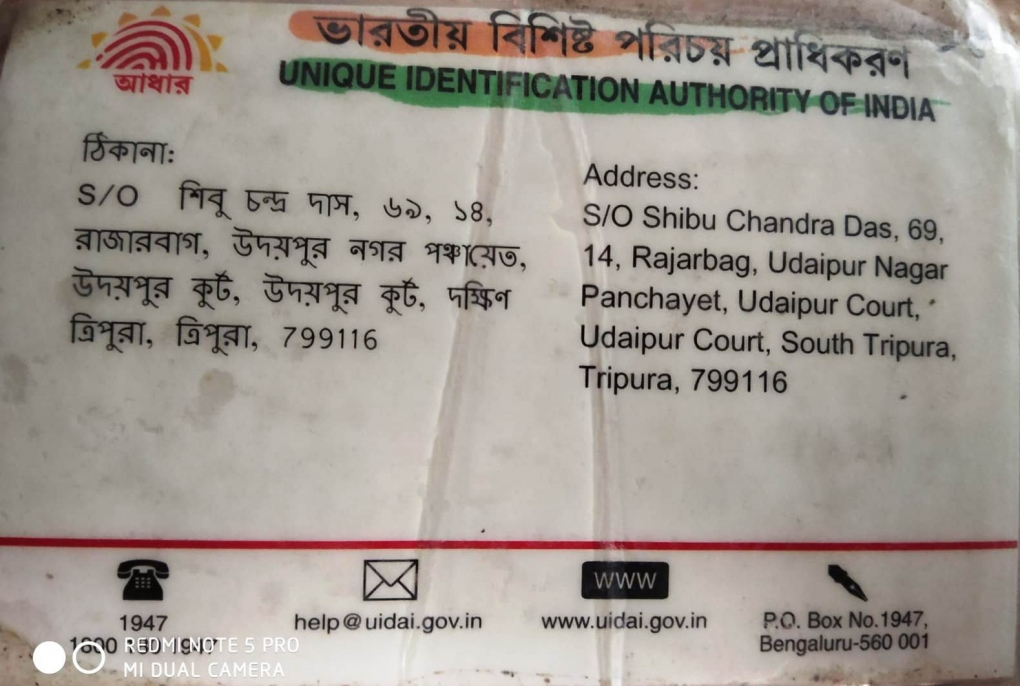 ভারতীয় বিশিষ্ট পরিচয় প্রাধিকরণ
UNIQUE IDENTIFICATION AUTHORITY OF INDIA
আধার
ঠিকানা:
S/O শিবু চন্দ্র দাস, ৬৯, ১৪,
রাজারবাগ, উদয়পুর নগর পঞ্চায়েত,
উদয়পুর কুর্ট, উদয়পুর কুর্ট, দক্ষিণ
ত্রিপুরা, ত্রিপুরা, 799116
Address:
S/O Shibu Chandra Das, 69,
14, Rajarbag, Udaipur Nagar
Panchayet, Udaipur Court,
Udaipur Court, South Tripura,
Tripura, 799116
1947
1947
help@uidai.gov.in
WWW
www.uidai.gov.in
P.O. Box No.1947,
Bengaluru-560 001
REDMI NOTE 5 PRO
MI DUAL CAMERA